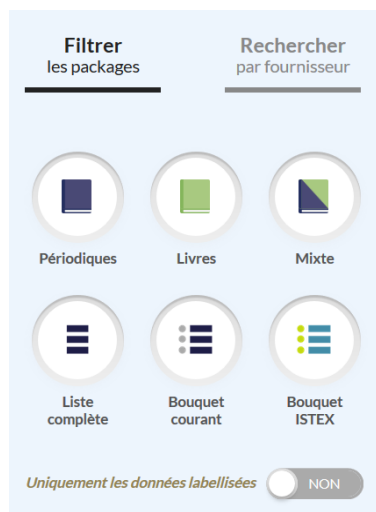 Filtrer
les packages
Rechercher
par fournisseur
Périodiques
Livres
Mixte
Liste
complète
Bouquet
courant
Bouquet
ISTEX
Uniquement les données labellisées
NON